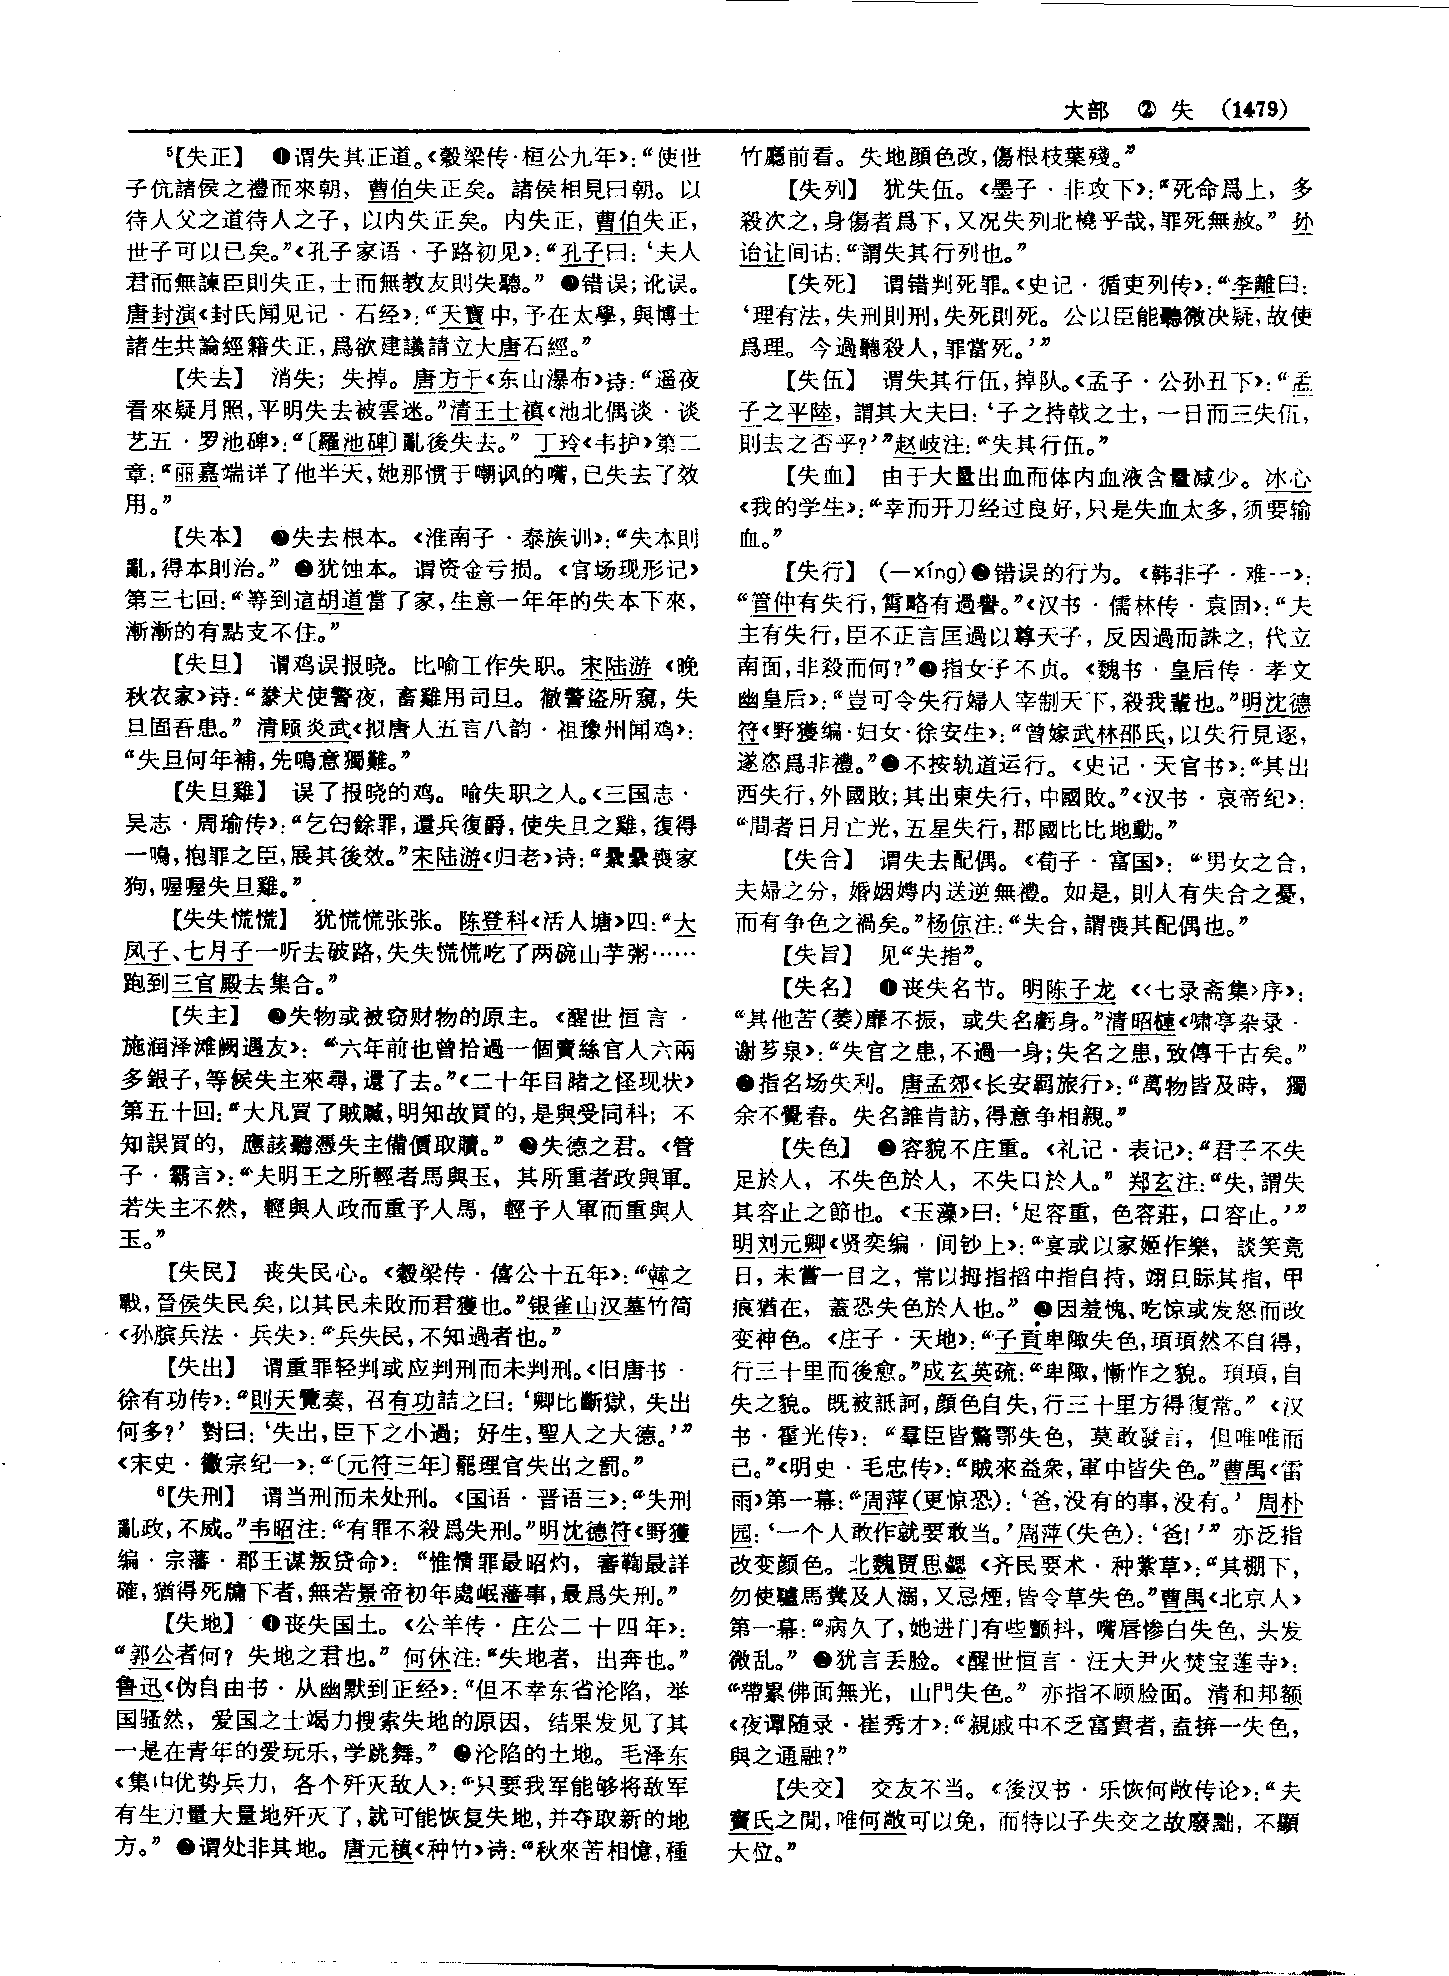 大部　② 失 (1479)
⁵【失正】　❶谓失其正道。《穀梁传·桓公九年》：“使世
子伉諸侯之禮而來朝，曹伯失正矣。諸侯相見曰朝。以
待人父之道待人之子，以内失正矣。内失正，曹伯失正，
世子可以已矣。”《孔子家语·子路初见》：“孔子曰：‘夫人
君而無諫臣則失正，士而無教友則失聽。”　❷错误；讹误。
唐封演《封氏闻见记·石经》：“天寶中，予在太學，與博士
諸生共論經籍失正，爲欲建議請立大唐石經。”
【失去】　消失；失掉。唐方干《东山瀑布》诗：“遥夜
看來疑月照，平明失去被雲迷。”清王士禛《池北偶谈·谈
艺五·罗池碑》：“〔羅池碑〕亂後失去。”　丁玲《韦护》第二
章：“丽嘉端详了他半天，她那惯于嘲讽的嘴，已失去了效
用。”
【失本】　❶失去根本。《淮南子·泰族训》：“失本則
亂，得本則治。”　❷犹蚀本。谓资金亏损。《官场现形记》
第三七回：“等到這胡道當了家，生意一年年的失本下來，
漸漸的有點支不住。”
【失旦】　谓鸡误报晓。比喻工作失职。宋陆游《晚
秋农家》诗：“豢犬使警夜，畜雞用司旦。徹警盗所窺，失
旦固吾患。”　清顾炎武《拟唐人五言八韵·祖豫州闻鸡》：
“失旦何年補，先鳴意獨難。”
【失旦雞】　误了报晓的鸡。喻失职之人。《三国志·
吴志·周瑜传》：“乞匄餘罪，還兵復爵，使失旦之雞，復得
一鳴，抱罪之臣，展其後效。”宋陆游《归老》诗：“纍纍喪家
狗，喔喔失旦雞。”
【失失慌慌】　犹慌慌张张。陈登科《活人塘》四：“大
凤子、七月子一听去破路，失失慌慌吃了两碗山芋粥……
跑到三官殿去集合。”
【失主】　❶失物或被窃财物的原主。《醒世恒言·
施润泽滩阙遇友》：“六年前也曾拾過一個賣絲官人六兩
多銀子，等候失主來尋，還了去。”《二十年目睹之怪现状》
第五十回：“大凡買了賊贓，明知故買的，是與受同科；不
知誤買的，應該聽憑失主備價取贖。”　❷失德之君。《管
子·霸言》：“夫明王之所輕者馬與玉，其所重者政與軍。
若失主不然，輕與人政而重予人馬，輕予人軍而重與人
玉。”
【失民】　丧失民心。《穀梁传·僖公十五年》：“韓之
戰，晉侯失民矣，以其民未敗而君獲也。”银雀山汉墓竹简
《孙膑兵法·兵失》：“兵失民，不知過者也。”
【失出】　谓重罪轻判或应判刑而未判刑。《旧唐书·
徐有功传》：“則天覽奏，召有功詰之曰：‘卿比斷獄，失出
何多？’對曰：‘失出，臣下之小過；好生，聖人之大德。’”
《宋史·徽宗纪一》：“〔元符三年〕罷理官失出之罰。”
⁶【失刑】　谓当刑而未处刑。《国语·晋语三》：“失刑
亂政，不威。”韦昭注：“有罪不殺爲失刑。”明沈德符《野獲
编·宗藩·郡王谋叛贷命》：“惟情罪最昭灼，審鞫最詳
確，猶得死牖下者，無若景帝初年處岷藩事，最爲失刑。”
【失地】　❶丧失国土。《公羊传·庄公二十四年》：
“郭公者何？失地之君也。”何休注：“失地者，出奔也。”
鲁迅《伪自由书·从幽默到正经》：“但不幸东省沦陷，举
国骚然，爱国之士竭力搜索失地的原因，结果发见了其
一是在青年的爱玩乐，学跳舞。”　❷沦陷的土地。毛泽东
《集中优势兵力，各个歼灭敌人》：“只要我军能够将敌军
有生力量大量地歼灭了，就可能恢复失地，并夺取新的地
方。”　❸谓处非其地。唐元稹《种竹》诗：“秋來苦相憶，種
竹廳前看。失地顔色改，傷根枝葉殘。”
【失列】　犹失伍。《墨子·非攻下》：“死命爲上，多
殺次之，身傷者爲下，又况失列北橈乎哉，罪死無赦。”　孙
诒让间诂：“謂失其行列也。”
【失死】　谓错判死罪。《史记·循吏列传》：“李離曰：
‘理有法，失刑則刑，失死則死。公以臣能聽微决疑，故使
爲理。今過聽殺人，罪當死。’”
【失伍】　谓失其行伍，掉队。《孟子·公孙丑下》：“孟
子之平陸，謂其大夫曰：‘子之持戟之士，一日而三失伍，
則去之否乎？’”赵岐注：“失其行伍。”
【失血】　由于大量出血而体内血液含量减少。冰心
《我的学生》：“幸而开刀经过良好，只是失血太多，须要输
血。”
【失行】　（—xíng）❶错误的行为。《韩非子·难一》：
“管仲有失行，霄略有過譽。”《汉书·儒林传·袁固》：“夫
主有失行，臣不正言匡過以尊天子，反因過而誅之，代立
南面，非殺而何？”❷指女子不贞。《魏书·皇后传·孝文
幽皇后》：“豈可令失行婦人宰制天下，殺我輩也。”明沈德
符《野獲编·妇女·徐安生》：“曾嫁武林邵氏，以失行見逐，
遂恣爲非禮。”❸不按轨道运行。《史记·天官书》：“其出
西失行，外國敗；其出東失行，中國敗。”《汉书·哀帝纪》：
“間者日月亡光，五星失行，郡國比比地動。”
【失合】　谓失去配偶。《荀子·富国》：“男女之合，
夫婦之分，婚姻娉内送逆無禮。如是，則人有失合之憂，
而有争色之禍矣。”杨倞注：“失合，謂喪其配偶也。”
【失旨】　见“失指”。
【失名】　❶丧失名节。明陈子龙《〈七录斋集〉序》：
“其他苦（萎）靡不振，或失名虧身。”清昭槤《啸亭杂录·
谢芗泉》：“失官之患，不過一身；失名之患，致傳千古矣。”
❷指名场失利。唐孟郊《长安羁旅行》：“萬物皆及時，獨
余不覺春。失名誰肯訪，得意争相親。”
【失色】　❶容貌不庄重。《礼记·表记》：“君子不失
足於人，不失色於人，不失口於人。”　郑玄注：“失，謂失
其容止之節也。《玉藻》曰：‘足容重，色容莊，口容止。’”
明刘元卿《贤奕编·闲钞上》：“宴或以家姬作樂，談笑竟
日，未嘗一目之，常以拇指搯中指自持，翊旦眎其指，甲
痕猶在，蓋恐失色於人也。”　❷因羞愧、吃惊或发怒而改
变神色。《庄子·天地》：“子貢卑陬失色，頊頊然不自得，
行三十里而後愈。”成玄英疏：“卑陬，慚怍之貌。頊頊，自
失之貌。既被詆訶，顔色自失，行三十里方得復常。”《汉
书·霍光传》：“羣臣皆驚鄂失色，莫敢發言，但唯唯而
已。”《明史·毛忠传》：“賊來益衆，軍中皆失色。”曹禺《雷
雨》第一幕：“周萍（更惊恐）：‘爸，没有的事，没有。’周朴
园：‘一个人敢作就要敢当。’周萍（失色）：‘爸！’”　亦泛指
改变颜色。北魏贾思勰《齐民要术·种紫草》：“其棚下，
勿使驢馬糞及人溺，又忌煙，皆令草失色。”曹禺《北京人》
第一幕：“病久了，她进门有些颤抖，嘴唇惨白失色，头发
微乱。”　❸犹言丢脸。《醒世恒言·汪大尹火焚宝莲寺》：
“帶累佛面無光，山門失色。”　亦指不顾脸面。清和邦额
《夜谭随录·崔秀才》：“親戚中不乏富貴者，盍拚一失色，
與之通融？”
【失交】　交友不当。《後汉书·乐恢何敞传论》：“夫
竇氏之閒，唯何敞可以免，而特以子失交之故廢黜，不顯
大位。”